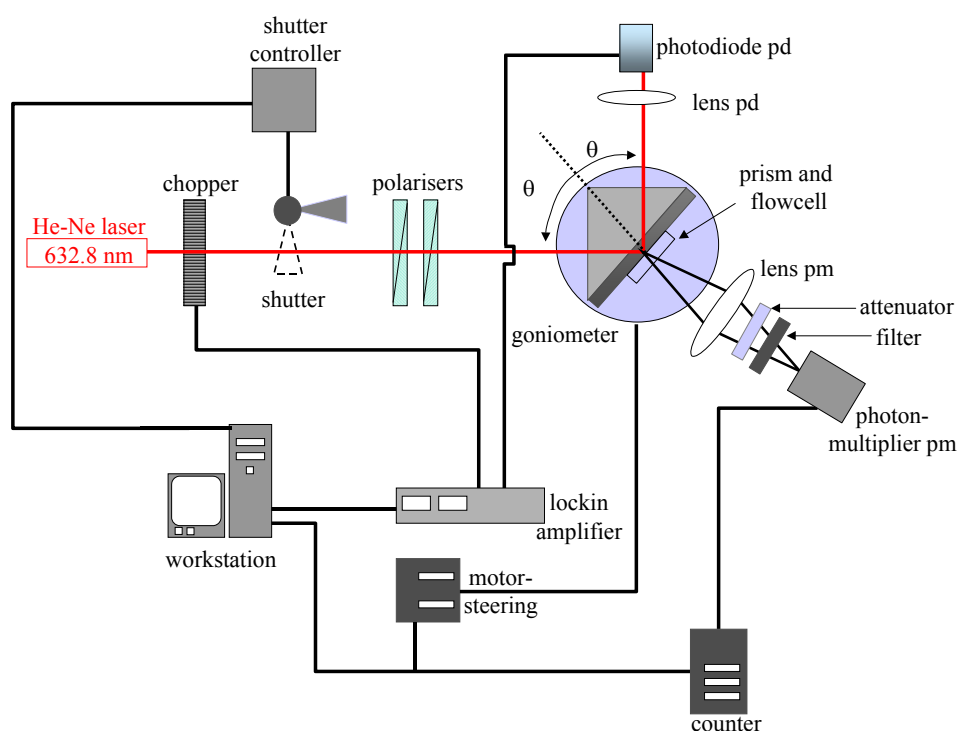 shutter
controller
photodiode pd
lens pd
θ
θ
chopper
polarisers
prism and
flowcell
He-Ne laser
632.8 nm
lens pm
shutter
attenuator
goniometer
filter
photon-
multiplier pm
lockin
amplifier
workstation
motor-
steering
counter